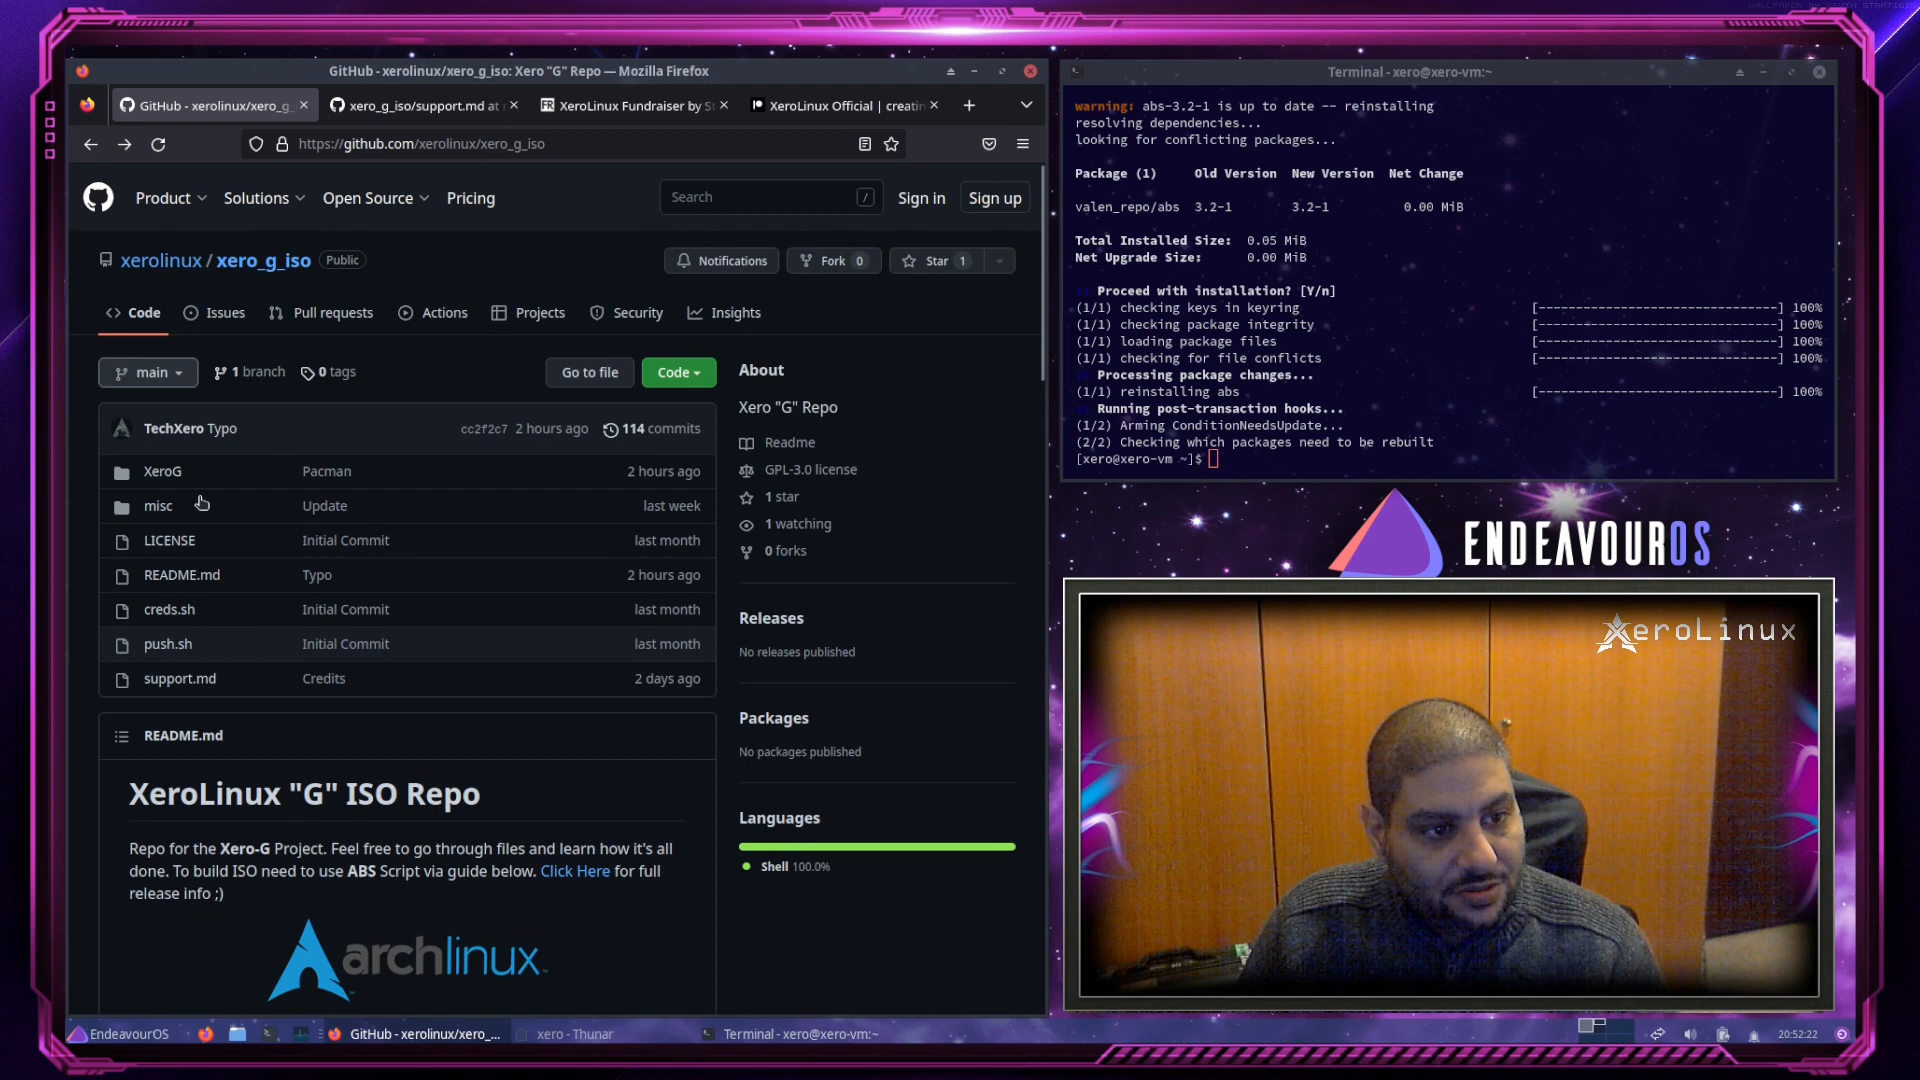 GitHub - xerolinux/xero_g_iso: Xero "G" Repo — Mozilla Firefox
GitHub - xerolinux/xero_g_
xero_g_iso/support.md at
XeroLinux Fundraiser by S
XeroLinux Official | creatin
https://github.com/xerolinux/xero_g_iso
Product
Solutions
Open Source
Pricing
Search
/
Sign in
Sign up
xerolinux / xero_g_iso
Public
Notifications
Fork 0
Star 1
Code
Issues
Pull requests
Actions
Projects
Security
Insights
main
1 branch
0 tags
Go to file
Code
TechXero Typo
cc2f2c7 2 hours ago
114 commits
XeroG Pacman 2 hours ago
misc Update last week
LICENSE Initial Commit last month
README.md Typo 2 hours ago
creds.sh Initial Commit last month
push.sh Initial Commit last month
support.md Credits 2 days ago
README.md
XeroLinux "G" ISO Repo
Repo for the Xero-G Project. Feel free to go through files and learn how it's all
done. To build ISO need to use ABS Script via guide below. Click Here for full
release info ;)
archlinux
About
Xero "G" Repo
Readme
GPL-3.0 license
1 star
1 watching
0 forks
Releases
No releases published
Packages
No packages published
Languages
Shell 100.0%
Terminal - xero@xero-vm:~
warning: abs-3.2-1 is up to date -- reinstalling
resolving dependencies...
looking for conflicting packages...
Package (1) Old Version New Version Net Change
valen_repo/abs 3.2-1 3.2-1 0.00 MiB
Total Installed Size: 0.05 MiB
Net Upgrade Size: 0.00 MiB
:: Proceed with installation? [Y/n]
(1/1) checking keys in keyring [------------------------------] 100%
(1/1) checking package integrity [------------------------------] 100%
(1/1) loading package files [------------------------------] 100%
(1/1) checking for file conflicts [------------------------------] 100%
:: Processing package changes...
(1/1) reinstalling abs [------------------------------] 100%
:: Running post-transaction hooks...
(1/2) Arming ConditionNeedsUpdate...
(2/2) Checking which packages need to be rebuilt
[xero@xero-vm ~]$
ENDEAVOUROS
XeroLinux
EndeavourOS
GitHub - xerolinux/xero_...
xero - Thunar
Terminal - xero@xero-vm:~
20:52:22